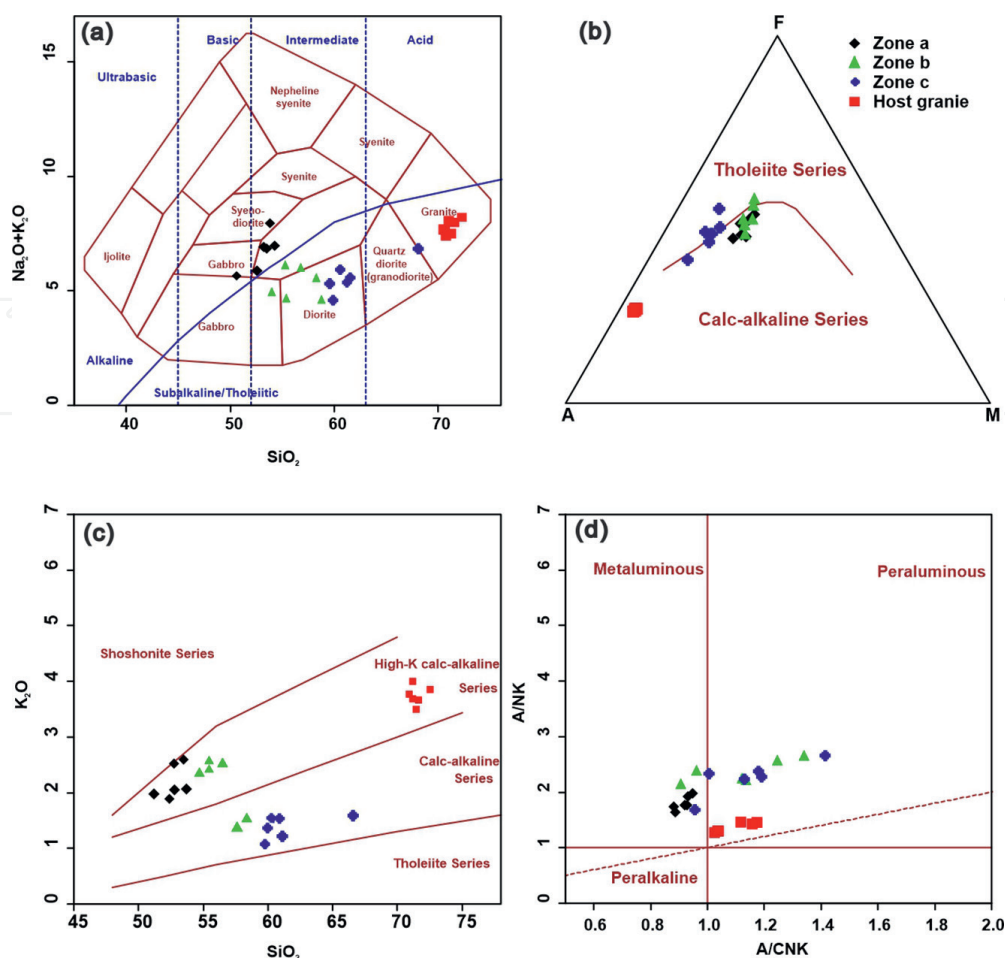 (a)
Basic
Intermediate
Acid
Ultrabasic
Nepheline
syenite
Syenite
Syenite
Syeno-
diorite
Granite
Ijolite
Gabbro
Quartz
diorite
(granodiorite)
Gabbro
Diorite
Alkaline
Subalkaline/Tholeiitic
Na₂O+K₂O
0 5 10 15
40 50 60 70
SiO₂
(b)
F
Zone a
Zone b
Zone c
Host granie
Tholeiite Series
Calc-alkaline Series
A
M
(c)
Shoshonite Series
High-K calc-alkaline
Series
Calc-alkaline
Series
Tholeiite Series
K₂O
0 1 2 3 4 5 6 7
45 50 55 60 65 70 75
SiO₂
(d)
Metaluminous
Peraluminous
Peralkaline
A/NK
0 1 2 3 4 5 6 7
0.6 0.8 1.0 1.2 1.4 1.6 1.8 2.0
A/CNK